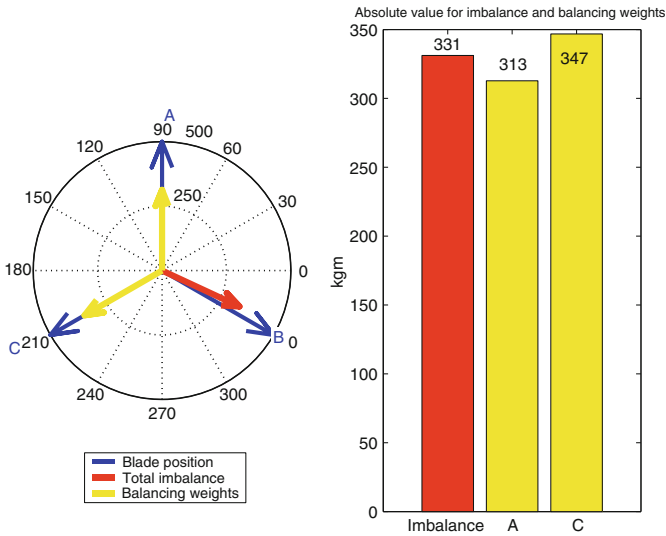 Absolute value for imbalance and balancing weights
A
90
500
120
60
150
250
30
180
0
C
210
B
0
240
300
270
Blade position
Total imbalance
Balancing weights
350
300
250
200
150
100
50
0
kgm
331
313
347
Imbalance
A
C